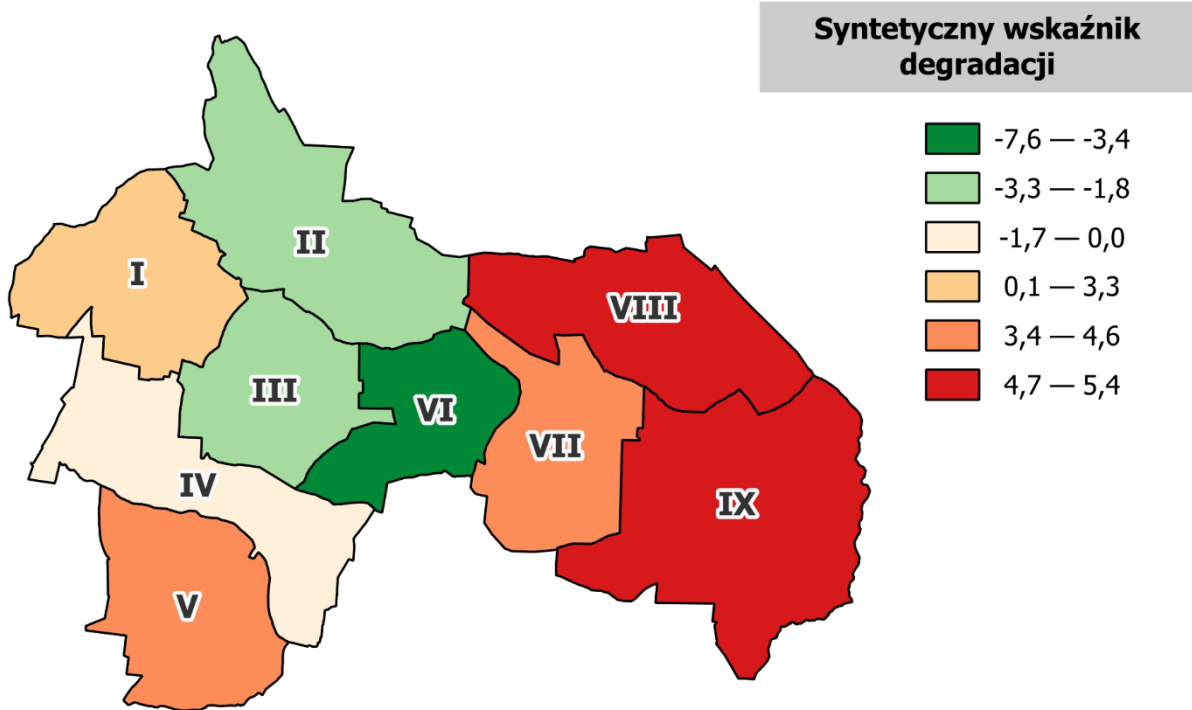 Syntetyczny wskaźnik
degradacji
-7,6 — -3,4
-3,3 — -1,8
-1,7 — 0,0
0,1 — 3,3
3,4 — 4,6
4,7 — 5,4
I
II
III
IV
V
VI
VII
VIII
IX